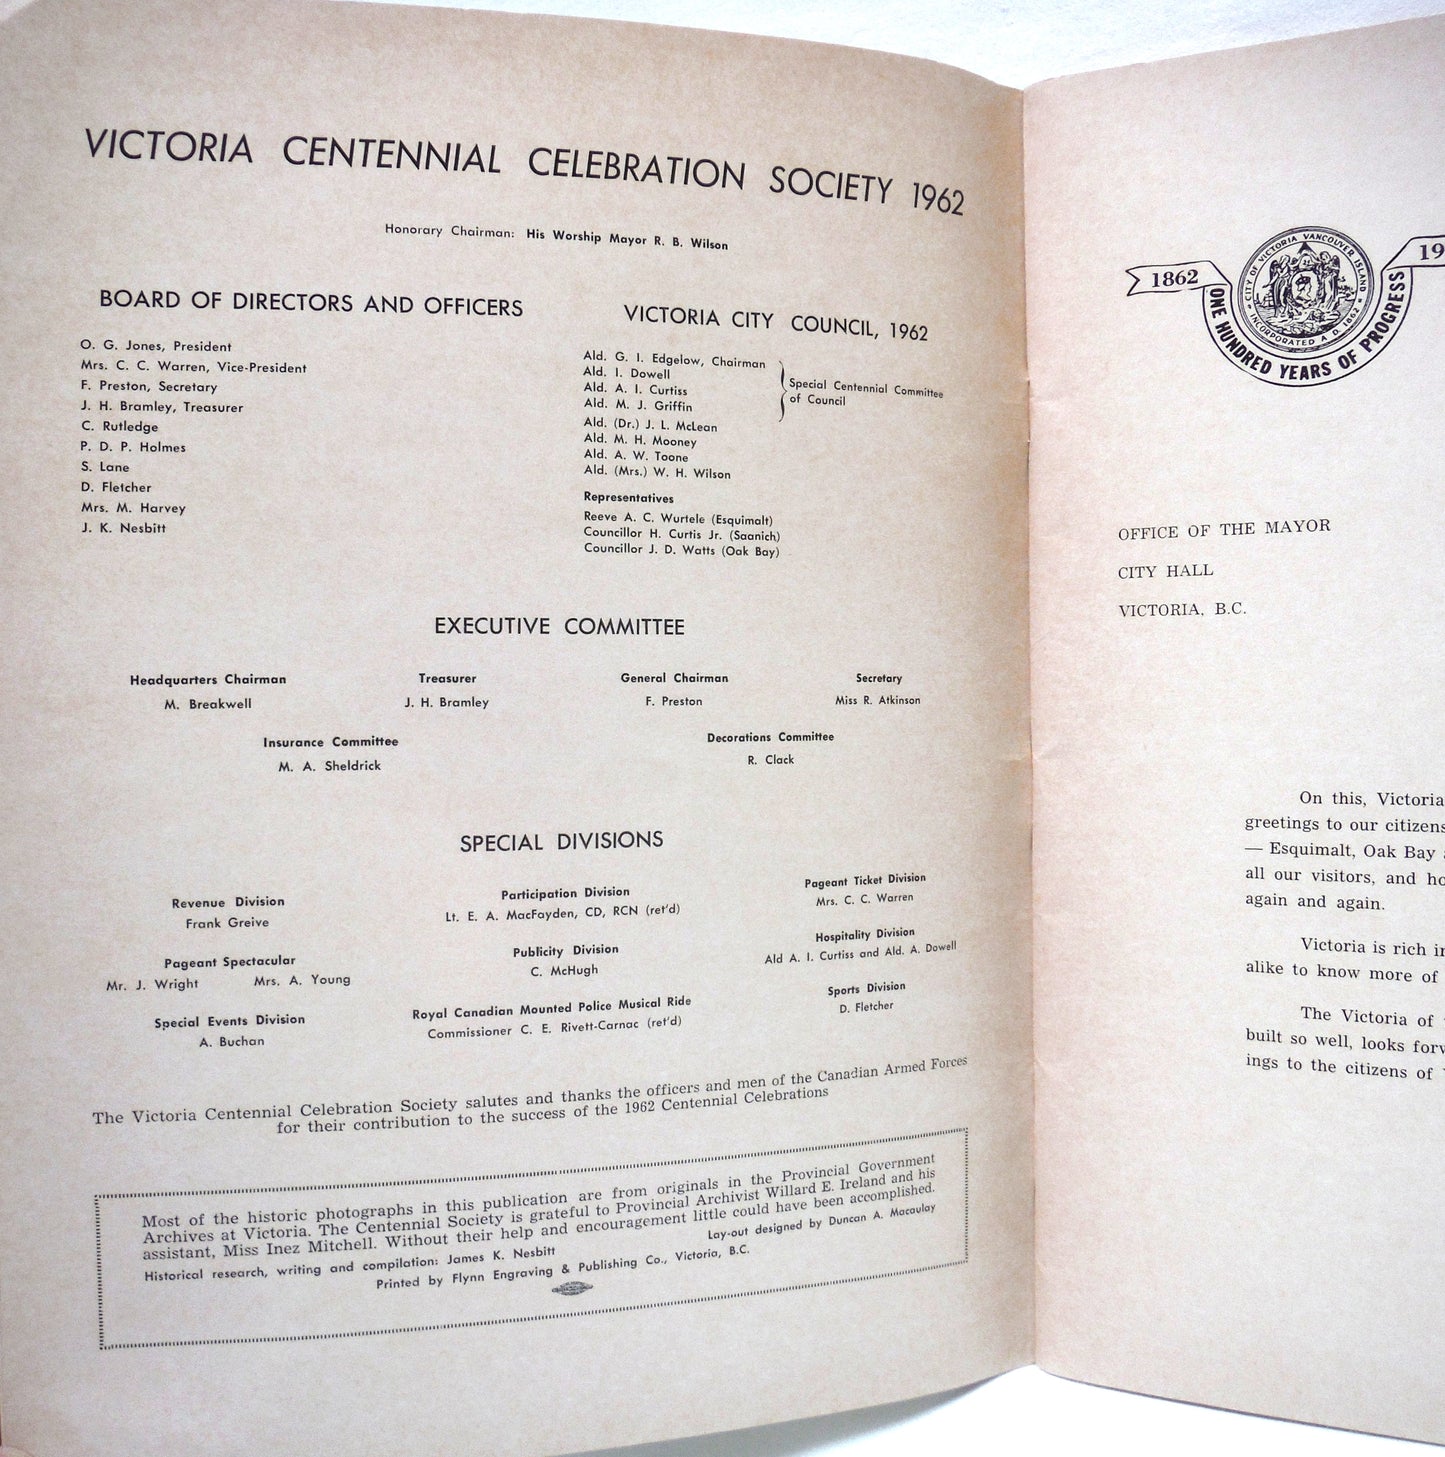 VICTORIA CENTENNIAL CELEBRATION SOCIETY 1962
Honorary Chairman: His Worship Mayor R. B. Wilson
BOARD OF DIRECTORS AND OFFICERS
O. G. Jones, President
Mrs. C. C. Warren, Vice-President
F. Preston, Secretary
J. H. Bramley, Treasurer
C. Rutledge
P. D. P. Holmes
S. Lane
D. Fletcher
Mrs. M. Harvey
J. K. Nesbitt
VICTORIA CITY COUNCIL, 1962
Ald. G. I. Edgelow, Chairman
Ald. I. Dowell
Ald. A. I. Curtiss
Ald. M. J. Griffin
Special Centennial Committee
of Council
Ald. (Dr.) J. L. McLean
Ald. M. H. Mooney
Ald. A. W. Toone
Ald. (Mrs.) W. H. Wilson
Representatives
Reeve A. C. Wurtele (Esquimalt)
Councillor H. Curtis Jr. (Saanich)
Councillor J. D. Watts (Oak Bay)
EXECUTIVE COMMITTEE
Headquarters Chairman
M. Breakwell
Treasurer
J. H. Bramley
General Chairman
F. Preston
Secretary
Miss R. Atkinson
Insurance Committee
M. A. Sheldrick
Decorations Committee
R. Clack
SPECIAL DIVISIONS
Revenue Division
Frank Greive
Participation Division
Lt. E. A. MacFayden, CD, RCN (ret'd)
Pageant Ticket Division
Mrs. C. C. Warren
Pageant Spectacular
Mr. J. Wright Mrs. A. Young
Publicity Division
C. McHugh
Hospitality Division
Ald A. I. Curtiss and Ald. A. Dowell
Special Events Division
A. Buchan
Royal Canadian Mounted Police Musical Ride
Commissioner C. E. Rivett-Carnac (ret'd)
Sports Division
D. Fletcher
The Victoria Centennial Celebration Society salutes and thanks the officers and men of the Canadian Armed Forces
for their contribution to the success of the 1962 Centennial Celebrations
Most of the historic photographs in this publication are from originals in the Provincial Government
Archives at Victoria. The Centennial Society is grateful to Provincial Archivist Willard E. Ireland and his
assistant, Miss Inez Mitchell. Without their help and encouragement little could have been accomplished.
Historical research, writing and compilation: James K. Nesbitt Lay-out designed by Duncan A. Macaulay
Printed by Flynn Engraving & Publishing Co., Victoria, B.C.
1862
19
CITY OF VICTORIA VANCOUVER ISLAND
INCORPORATED A.D. 1862
ONE HUNDRED YEARS OF PROGRESS
OFFICE OF THE MAYOR
CITY HALL
VICTORIA, B.C.
On this, Victoria
greetings to our citizens
— Esquimalt, Oak Bay
all our visitors, and ho
again and again.
Victoria is rich in
alike to know more of
The Victoria of
built so well, looks forw
ings to the citizens of